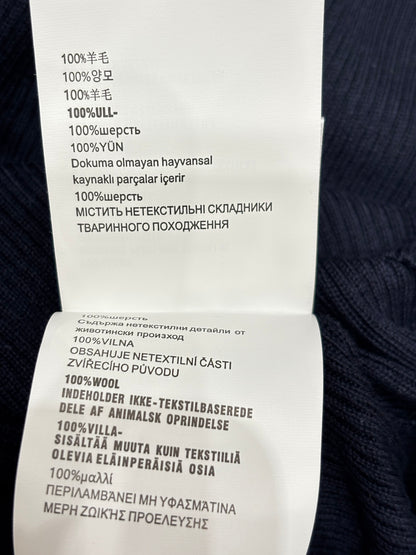 100%羊毛
100%양모
100%羊毛
100%ULL-
100%шерсть
100%YÜN
Dokuma olmayan hayvansal
kaynaklı parçalar içerir
100%шерсть
МІСТИТЬ НЕТЕКСТИЛЬНІ СКЛАДНИКИ
ТВАРИННОГО ПОХОДЖЕННЯ
100%шерсть
Съдържа нетекстилни детайли от
животински произход
100%VILNA
OBSAHUJE NETEXTILNÍ ČÁSTI
ZVÍŘECÍHO PŮVODU
100%WOOL
INDEHOLDER IKKE-TEKSTILBASEREDE
DELE AF ANIMALSK OPRINDELSE
100%VILLA-
SISÄLTÄÄ MUUTA KUIN TEKSTIILIÄ
OLEVIA ELÄINPERÄISIÄ OSIA
100%μαλλί
ΠΕΡΙΛΑΜΒΑΝΕΙ ΜΗ ΥΦΑΣΜΑΤΙΝΑ
ΜΕΡΗ ΖΩΙΚΗΣ ΠΡΟΕΛΕΥΣΗΣ